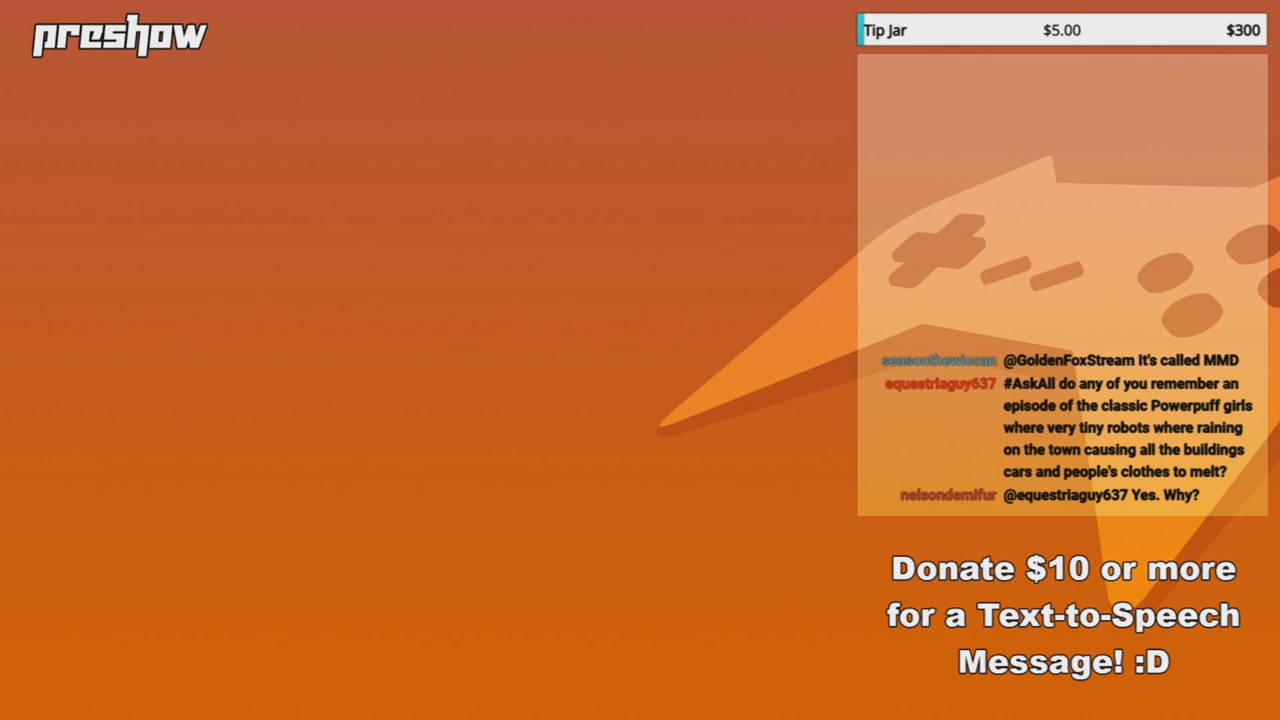 preshow
Tip Jar $5.00 $300
seasonthewiccan @GoldenFoxStream It's called MMD
equestriaguy637 #AskAll do any of you remember an
episode of the classic Powerpuff girls
where very tiny robots where raining
on the town causing all the buildings
cars and people's clothes to melt?
nelsondemifur @equestriaguy637 Yes. Why?
Donate $10 or more
for a Text-to-Speech
Message! :D